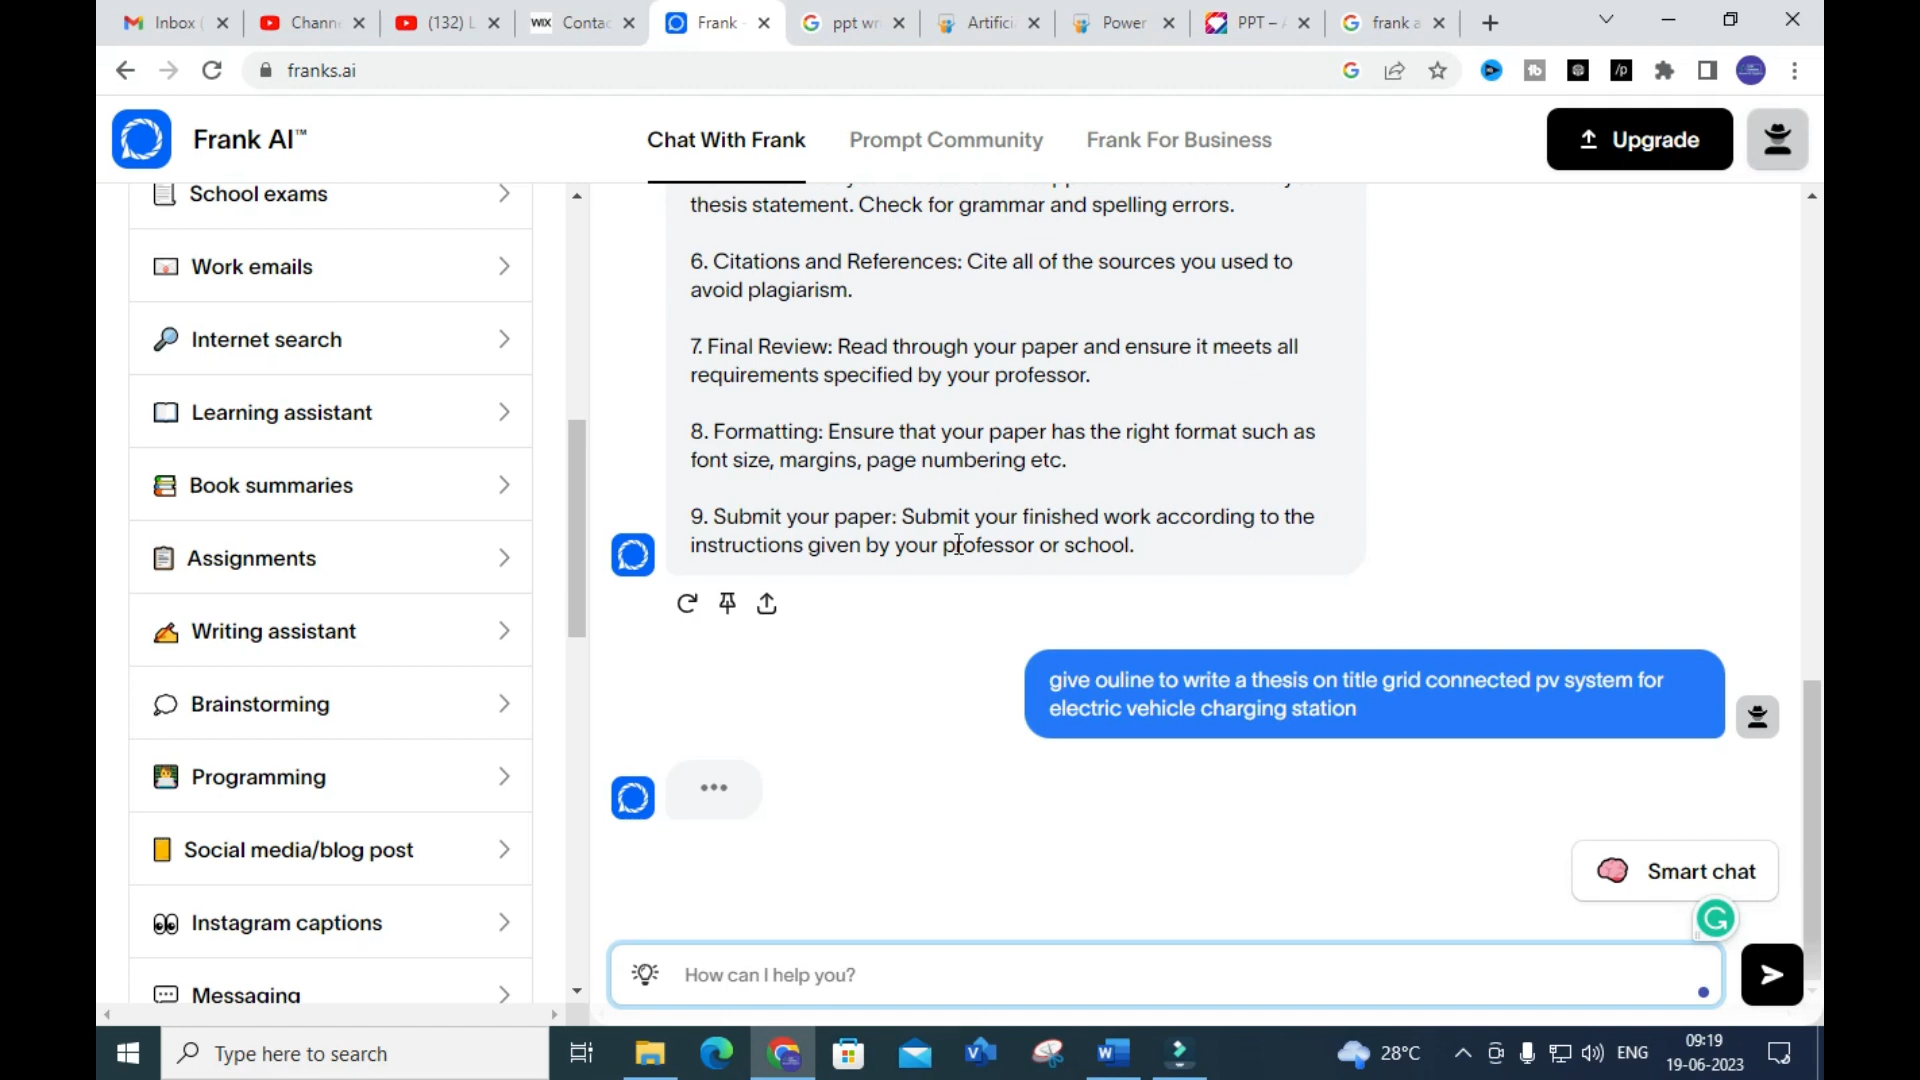 Inbox (
Chann
(132) L
WIX Contac
Frank -
ppt wr
Artifici
Power
PPT – A
frank a
franks.ai
Frank AI™
Chat With Frank
Prompt Community
Frank For Business
Upgrade
School exams
Work emails
Internet search
Learning assistant
Book summaries
Assignments
Writing assistant
Brainstorming
Programming
Social media/blog post
Instagram captions
Messaging
thesis statement. Check for grammar and spelling errors.
6. Citations and References: Cite all of the sources you used to
avoid plagiarism.
7. Final Review: Read through your paper and ensure it meets all
requirements specified by your professor.
8. Formatting: Ensure that your paper has the right format such as
font size, margins, page numbering etc.
9. Submit your paper: Submit your finished work according to the
instructions given by your professor or school.
give ouline to write a thesis on title grid connected pv system for
electric vehicle charging station
Smart chat
How can I help you?
Type here to search
28°C
ENG
09:19
19-06-2023